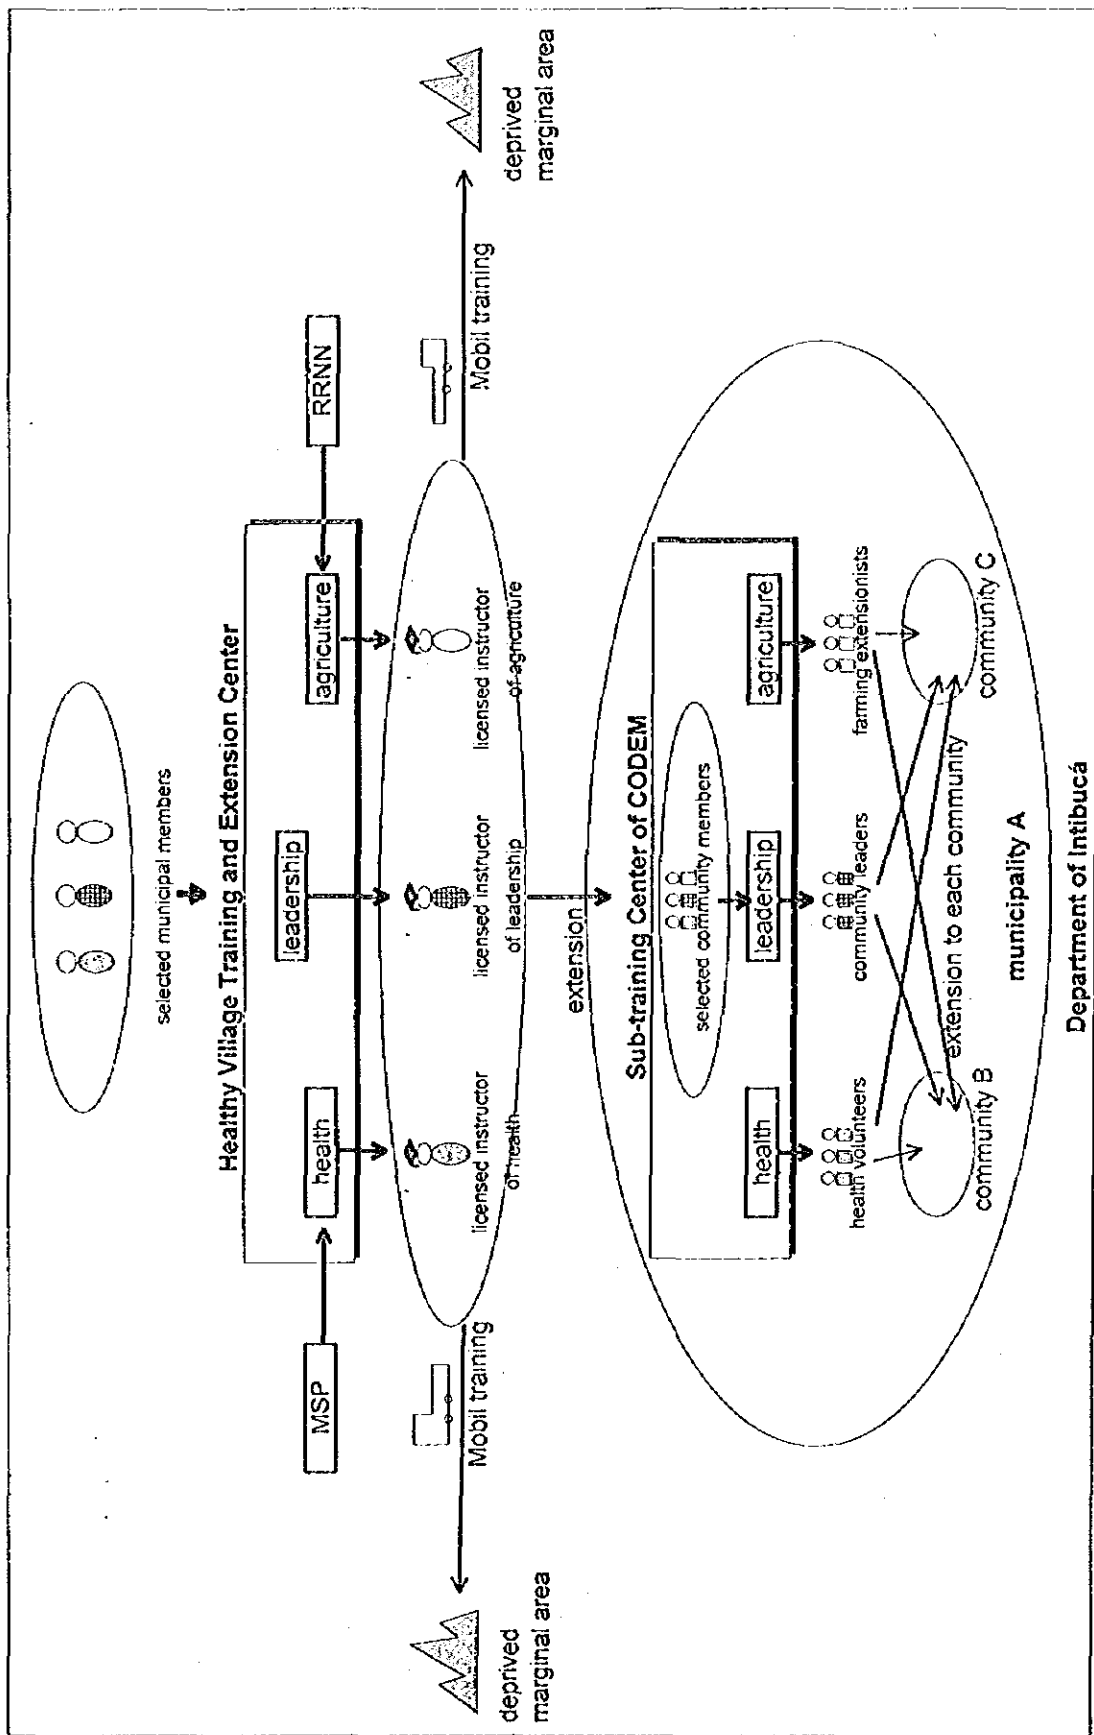 selected municipal members
Healthy Village Training and Extension Center
MSP
health
leadership
agriculture
RRNN
licensed instructor
of health
licensed instructor
of leadership
licensed instructor
of agriculture
Mobil training
Mobil training
deprived
marginal area
deprived
marginal area
extension
Sub-training Center of CODEM
selected community members
health
leadership
agriculture
health volunteers
community leaders
farming extensionists
extension to each community
community B
community C
municipality A
Department of Intibucá